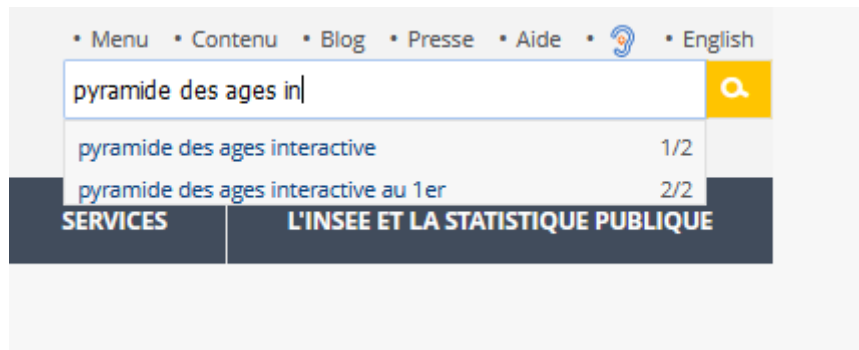 • Menu • Contenu • Blog • Presse • Aide • • English
pyramide des ages in
pyramide des ages interactive 1/2
pyramide des ages interactive au 1er 2/2
SERVICES L'INSEE ET LA STATISTIQUE PUBLIQUE